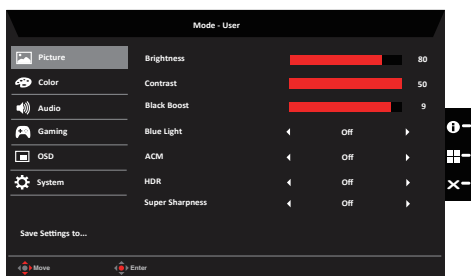 Mode - User
Picture
Color
Audio
Gaming
OSD
System
Save Settings to...
Brightness 80
Contrast 50
Black Boost 9
Blue Light Off
ACM Off
HDR Off
Super Sharpness Off
Move Enter